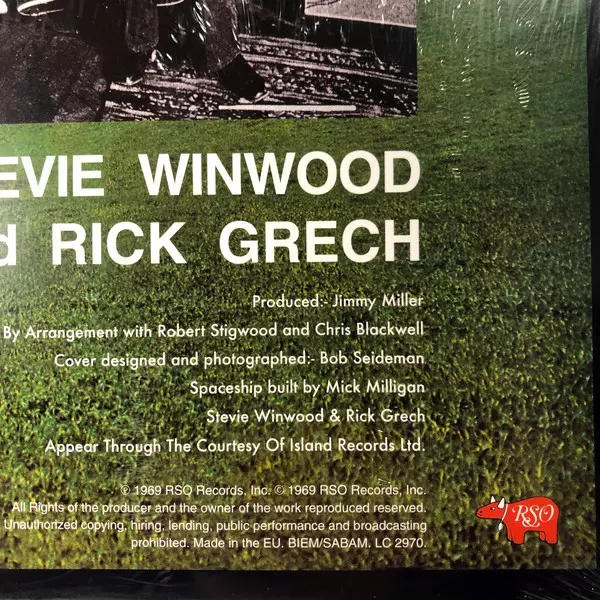 EVIE WINWOOD
d RICK GRECH
Produced:- Jimmy Miller
By Arrangement with Robert Stigwood and Chris Blackwell
Cover designed and photographed:- Bob Seideman
Spaceship built by Mick Milligan
Stevie Winwood & Rick Grech
Appear Through The Courtesy Of Island Records Ltd.
℗ 1969 RSO Records, Inc. © 1969 RSO Records, Inc.
All Rights of the producer and the owner of the work reproduced reserved.
Unauthorized copying, hiring, lending, public performance and broadcasting
prohibited. Made in the EU. BIEM/SABAM. LC 2970.
RSO